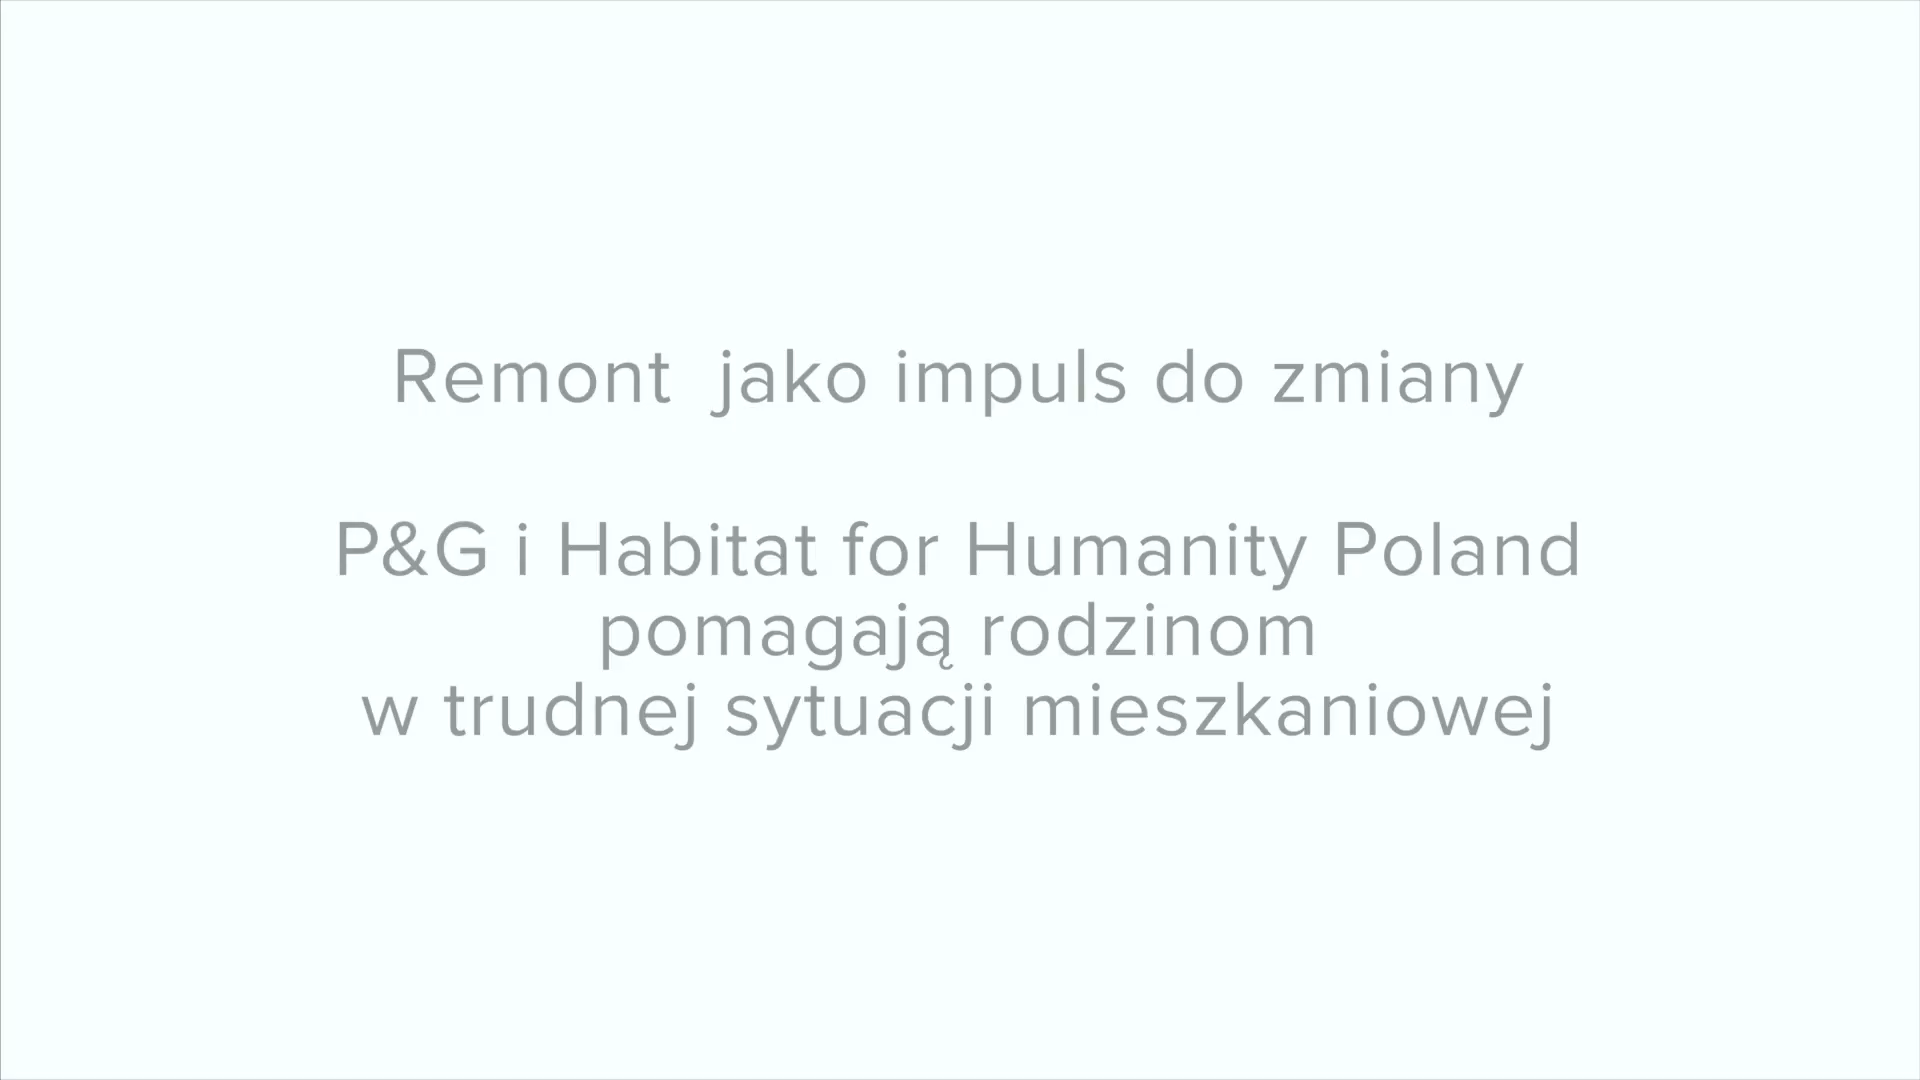 Remont  jako impuls do zmiany
P&G i Habitat for Humanity Poland
pomagają rodzinom
w trudnej sytuacji mieszkaniowej